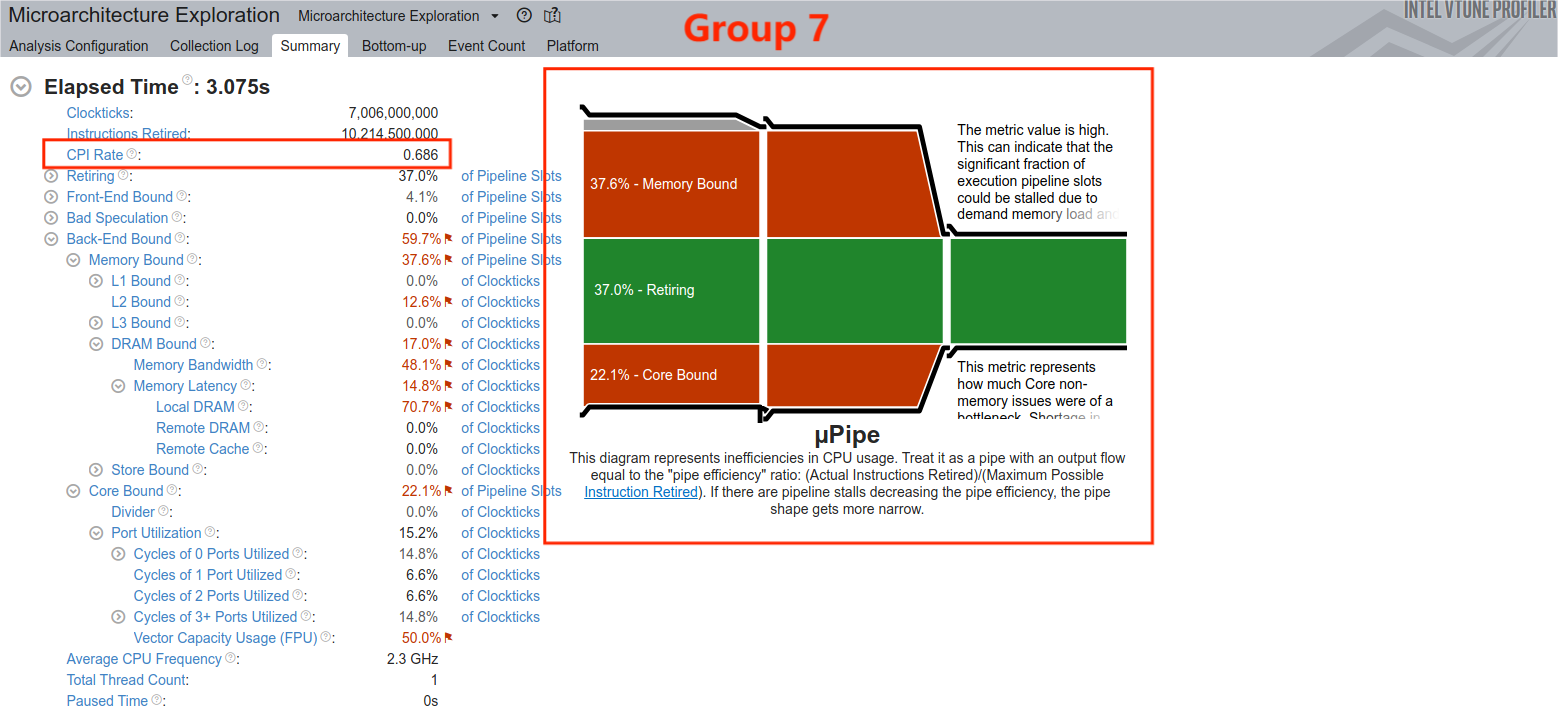 Microarchitecture Exploration Microarchitecture Exploration
Group 7
INTEL VTUNE PROFILER
Analysis Configuration Collection Log Summary Bottom-up Event Count Platform
Elapsed Time : 3.075s
Clockticks: 7,006,000,000
Instructions Retired: 10,214,500,000
CPI Rate : 0.686
Retiring : 37.0% of Pipeline Slots
Front-End Bound : 4.1% of Pipeline Slots
Bad Speculation : 0.0% of Pipeline Slots
Back-End Bound : 59.7% of Pipeline Slots
Memory Bound : 37.6% of Pipeline Slots
L1 Bound : 0.0% of Clockticks
L2 Bound : 12.6% of Clockticks
L3 Bound : 0.0% of Clockticks
DRAM Bound : 17.0% of Clockticks
Memory Bandwidth : 48.1% of Clockticks
Memory Latency : 14.8% of Clockticks
Local DRAM : 70.7% of Clockticks
Remote DRAM : 0.0% of Clockticks
Remote Cache : 0.0% of Clockticks
Store Bound : 0.0% of Clockticks
Core Bound : 22.1% of Pipeline Slots
Divider : 0.0% of Clockticks
Port Utilization : 15.2% of Clockticks
Cycles of 0 Ports Utilized : 14.8% of Clockticks
Cycles of 1 Port Utilized : 6.6% of Clockticks
Cycles of 2 Ports Utilized : 6.6% of Clockticks
Cycles of 3+ Ports Utilized : 14.8% of Clockticks
Vector Capacity Usage (FPU) : 50.0%
Average CPU Frequency : 2.3 GHz
Total Thread Count: 1
Paused Time : 0s
37.6% - Memory Bound
37.0% - Retiring
22.1% - Core Bound
The metric value is high.
This can indicate that the
significant fraction of
execution pipeline slots
could be stalled due to
demand memory load and
This metric represents
how much Core non-
memory issues were of a
bottleneck. Shortage in
µPipe
This diagram represents inefficiencies in CPU usage. Treat it as a pipe with an output flow
equal to the "pipe efficiency" ratio: (Actual Instructions Retired)/(Maximum Possible
Instruction Retired). If there are pipeline stalls decreasing the pipe efficiency, the pipe
shape gets more narrow.